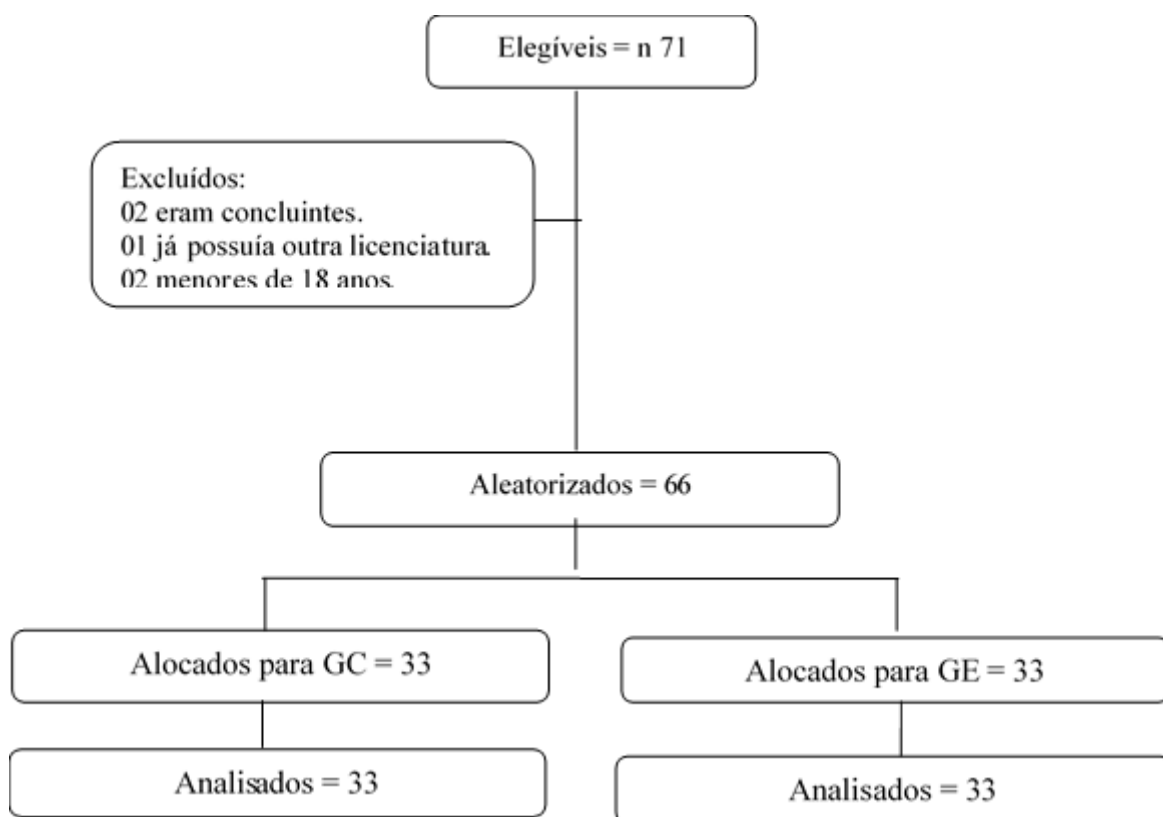 Elegíveis = n 71
Excluídos:
02 eram concluintes.
01 já possuía outra licenciatura.
02 menores de 18 anos.
Aleatorizados = 66
Alocados para GC = 33
Alocados para GE = 33
Analisados = 33
Analisados = 33